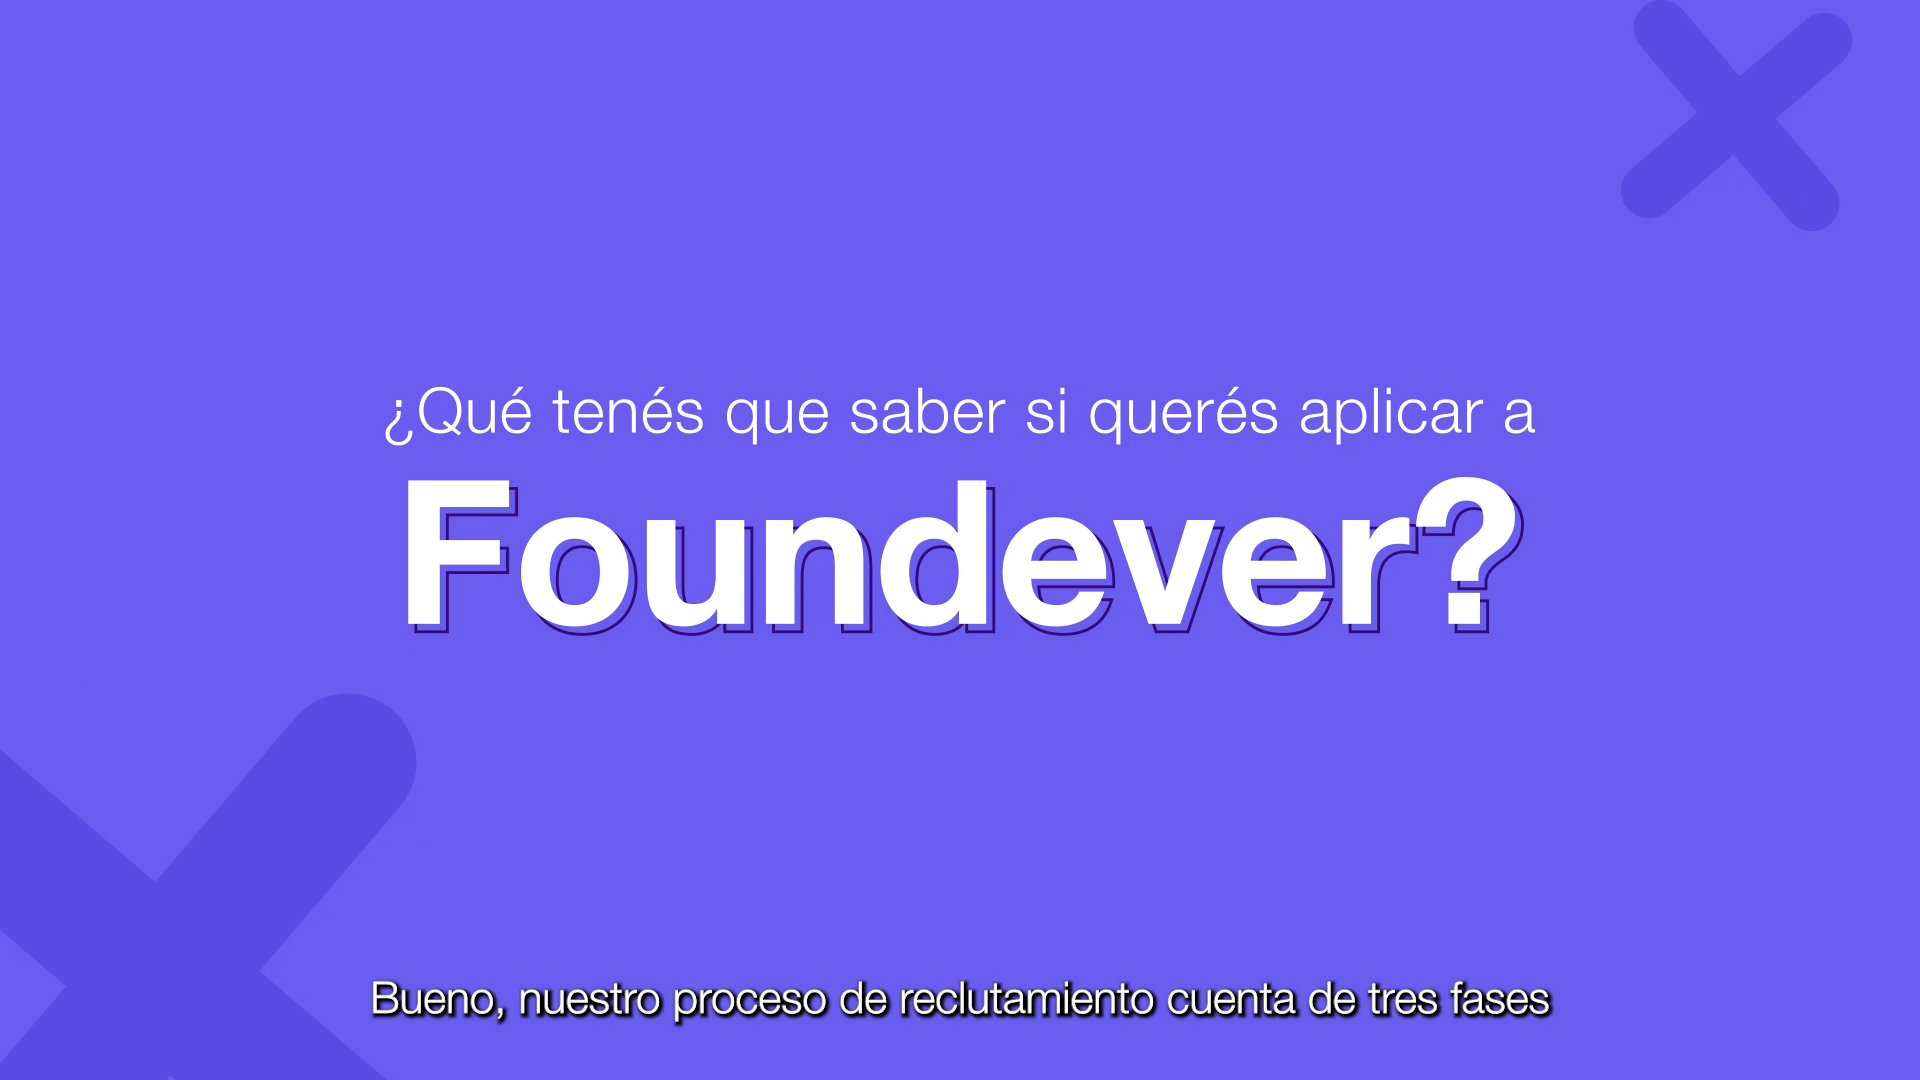 ¿Qué tenés que saber si querés aplicar a
Foundever?
Bueno, nuestro proceso de reclutamiento cuenta de tres fases